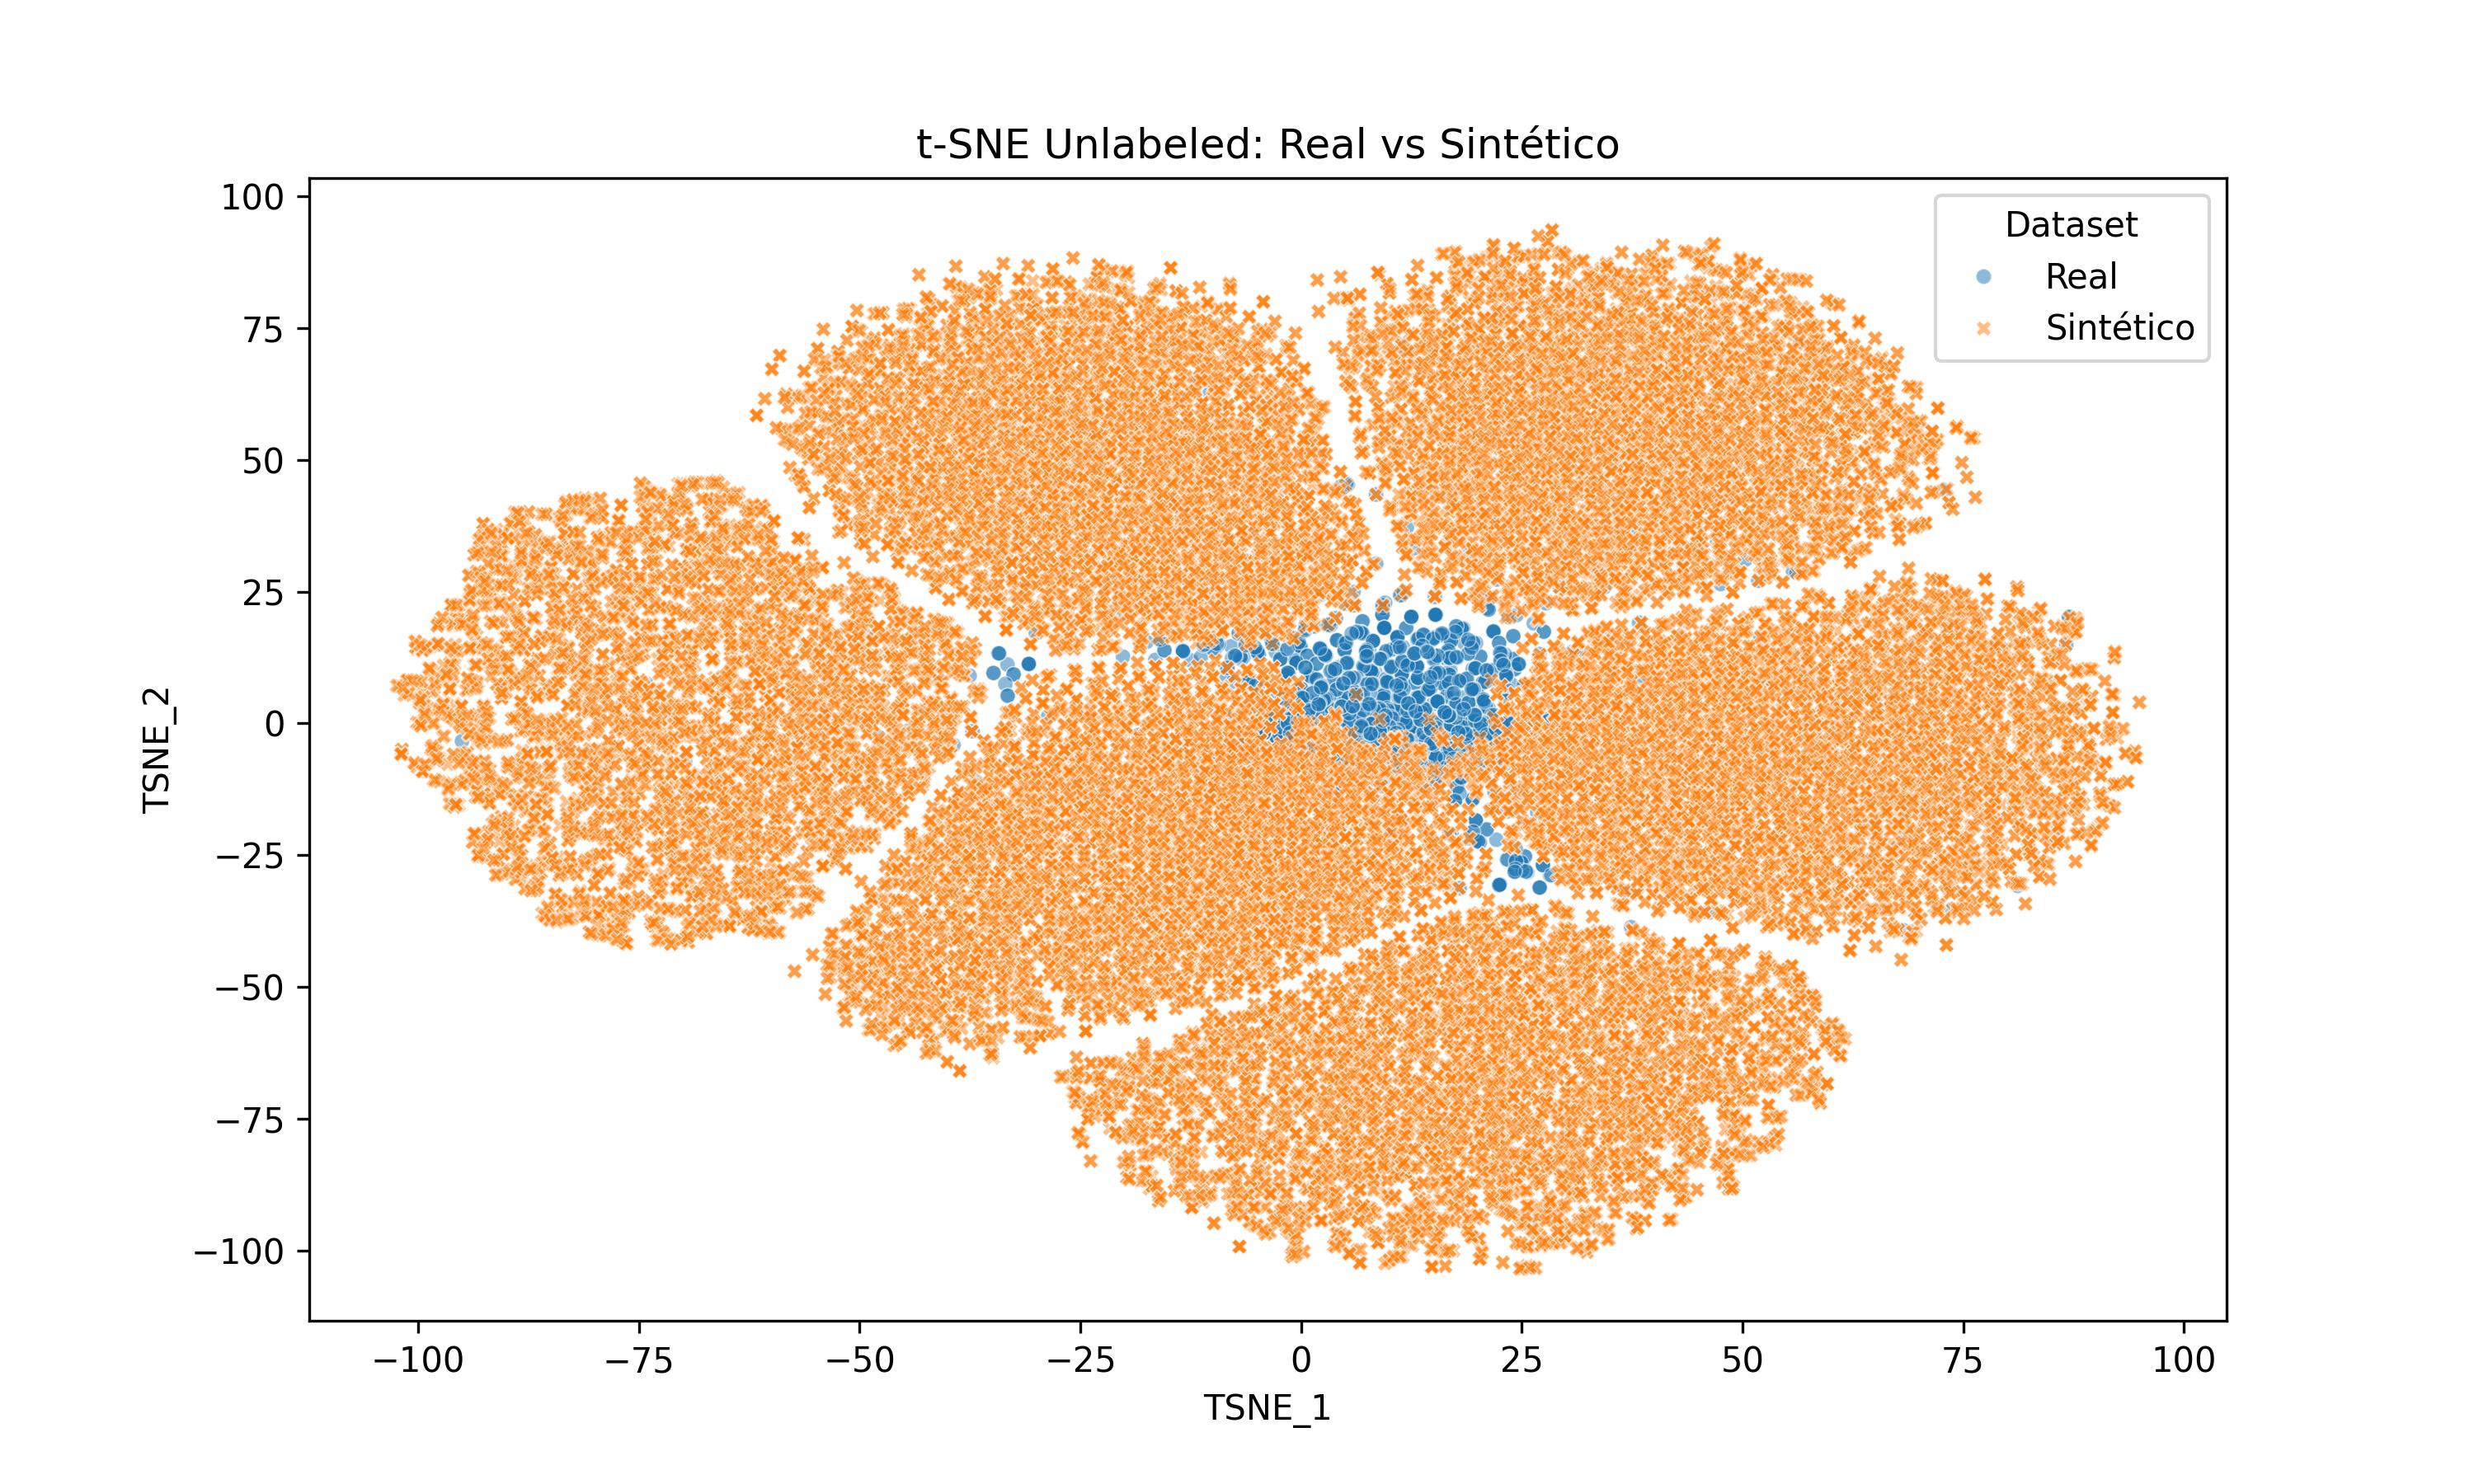 t-SNE Unlabeled: Real vs Sintético
Dataset
Real
Sintético
100
75
50
25
0
−25
−50
−75
−100
TSNE_2
−100 −75 −50 −25 0 25 50 75 100
TSNE_1